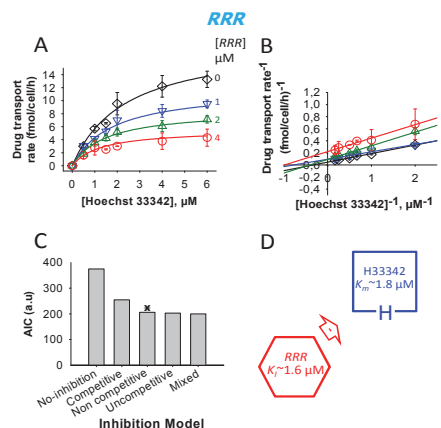 RRR
A
[RRR]
µM
Drug transport
rate (fmol/cell/h)
14
12
10
8
6
4
2
0
0
1
2
3
4
5
6
0
1
2
4
[Hoechst 33342], µM
B
Drug transport rate⁻¹
(fmol/cell/h)⁻¹
1,0
0,8
0,6
0,4
0,2
0,0
-0,2
-1
0
1
2
[Hoechst 33342]⁻¹, µM⁻¹
C
AIC (a.u)
400
300
200
100
0
x
No-inhibition
Competitive
Non competitive
Uncompetitive
Mixed
Inhibition Model
D
H33342
Km~1.8 µM
H
RRR
KI~1.6 µM